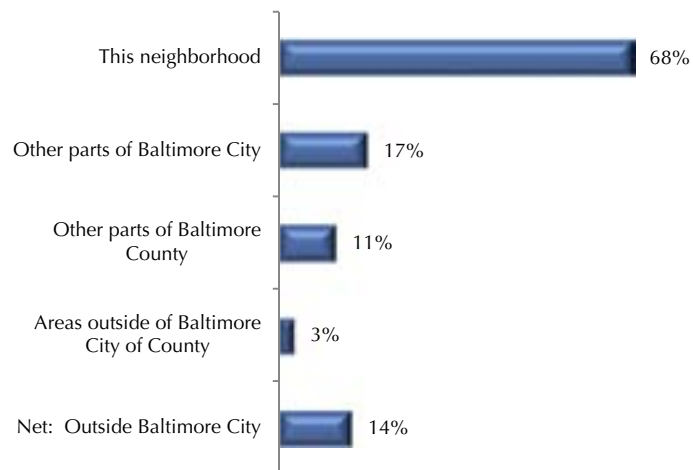 This neighborhood
68%
Other parts of Baltimore City
17%
Other parts of Baltimore
County
11%
Areas outside of Baltimore
City of County
3%
Net: Outside Baltimore City
14%